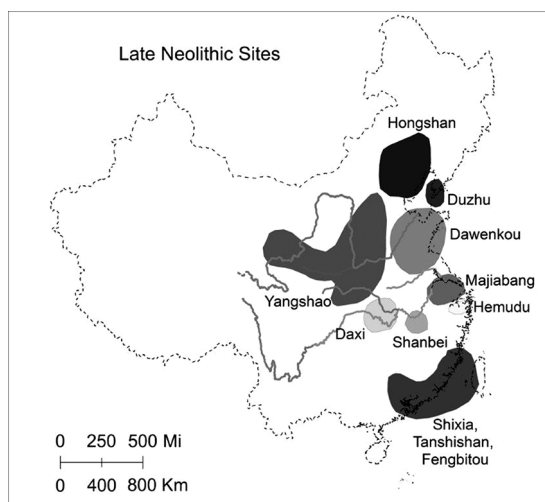 Late Neolithic Sites
Hongshan
Duzhu
Dawenkou
Majiabang
Yangshao
Hemudu
Daxi
Shanbei
Shixia,
Tanshishan,
Fengbitou
0 250 500 Mi
0 400 800 Km